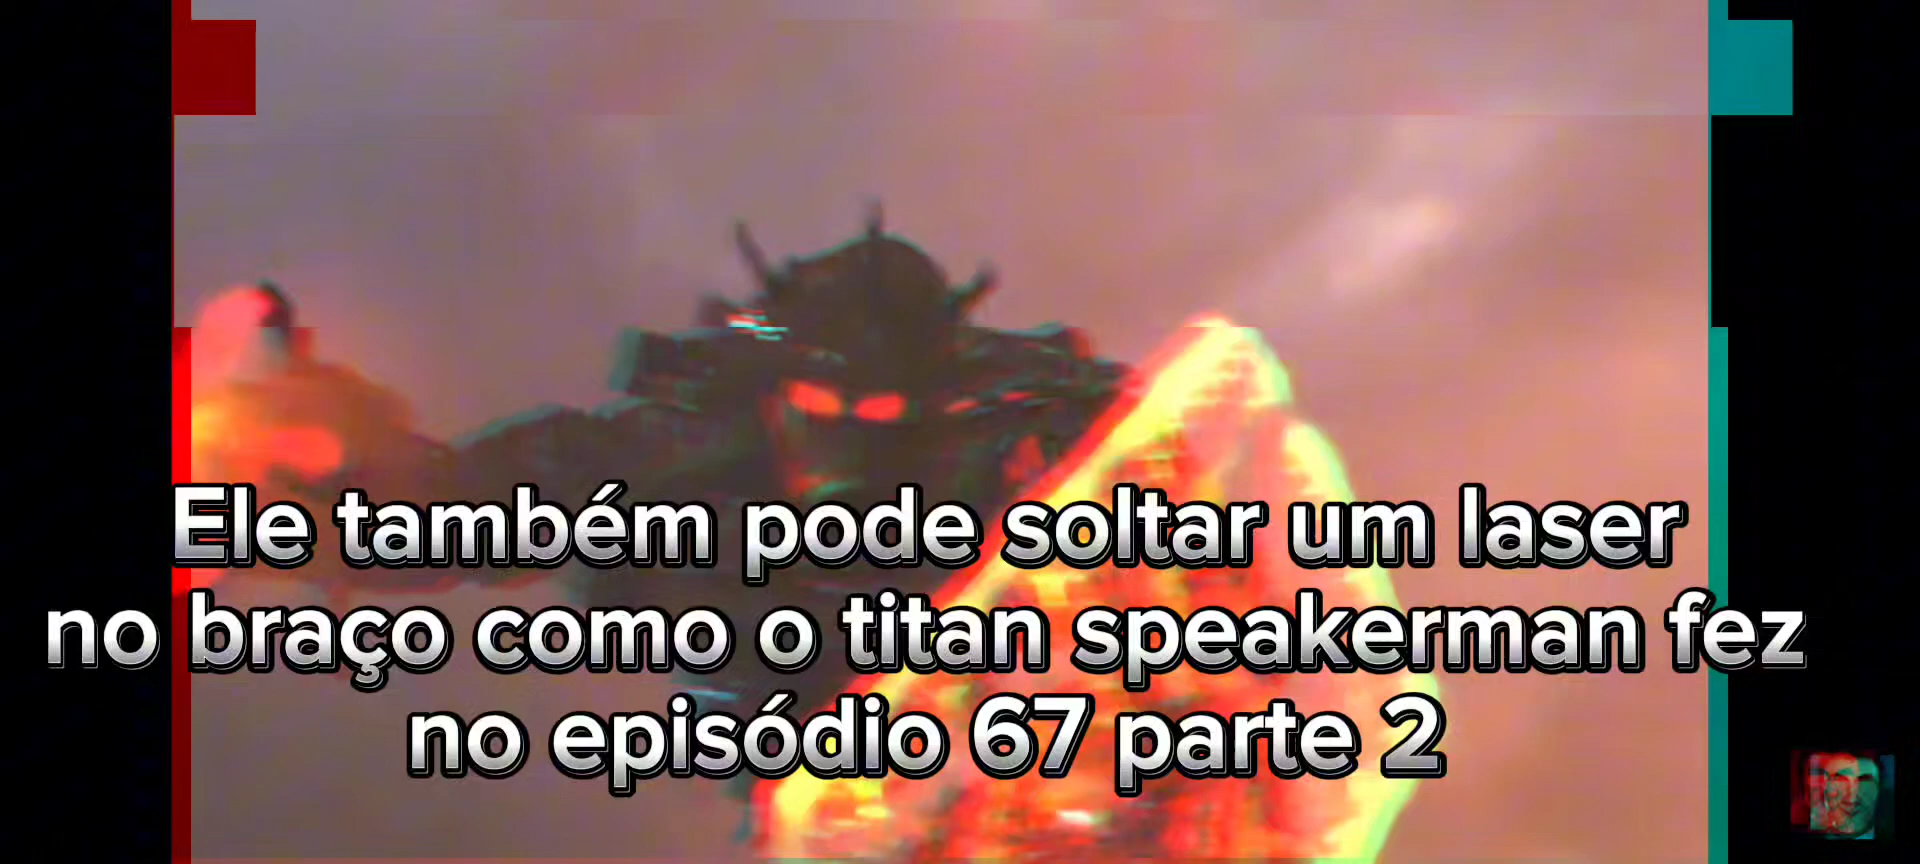 Ele também pode soltar um laser
no braço como o titan speakerman fez
no episódio 67 parte 2